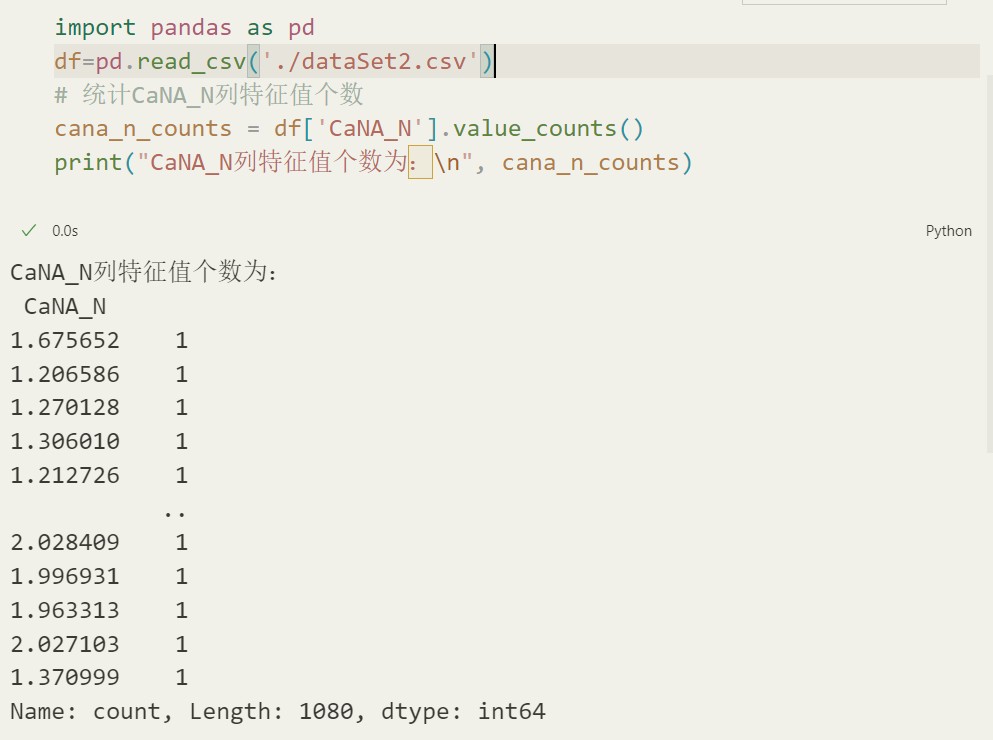 import pandas as pd
df=pd.read_csv('./dataSet2.csv')
# 统计CaNA_N列特征值个数
cana_n_counts = df['CaNA_N'].value_counts()
print("CaNA_N列特征值个数为：\n", cana_n_counts)
0.0s Python
CaNA_N列特征值个数为：
CaNA_N
1.675652 1
1.206586 1
1.270128 1
1.306010 1
1.212726 1
..
2.028409 1
1.996931 1
1.963313 1
2.027103 1
1.370999 1
Name: count, Length: 1080, dtype: int64